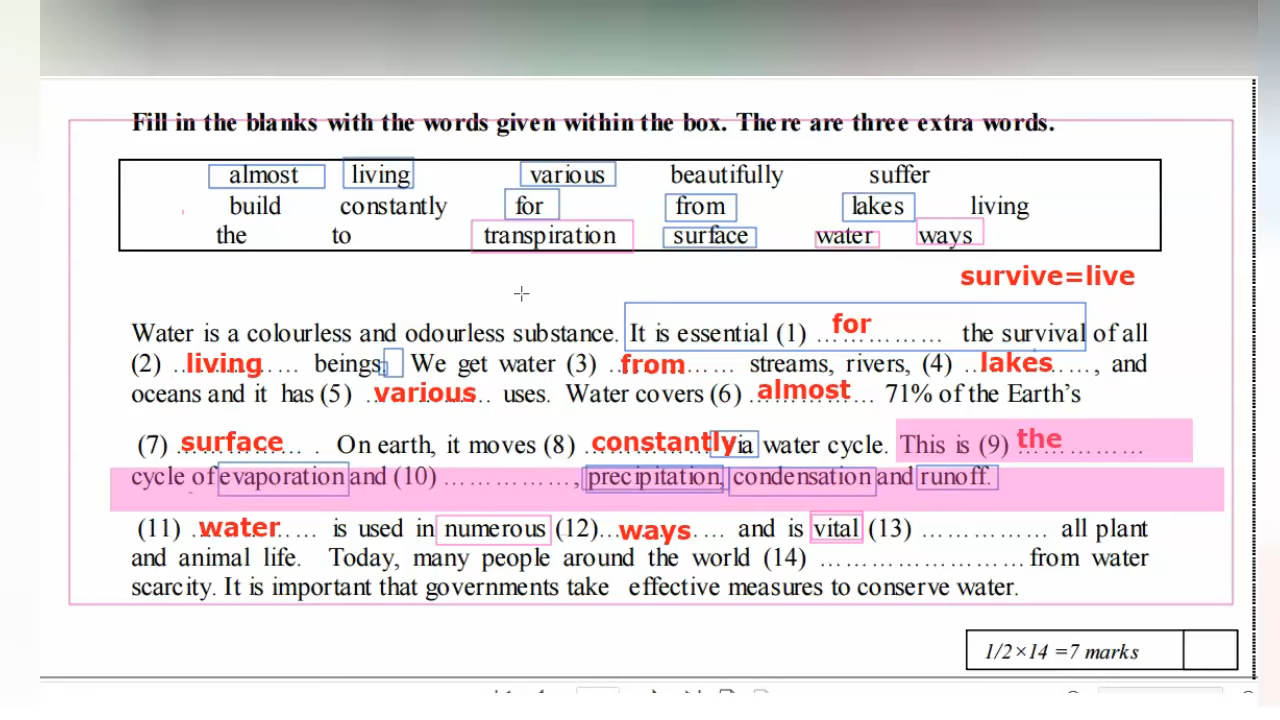 Fill in the blanks with the words given within the box. There are three extra words.
almost living various beautifully suffer
build constantly for from lakes living
the to transpiration surface water ways
survive=live
Water is a colourless and odourless substance. It is essential (1) for the survival of all
(2) living beings. We get water (3) from streams, rivers, (4) lakes, and
oceans and it has (5) various uses. Water covers (6) almost 71% of the Earth's
(7) surface. On earth, it moves (8) constantly via water cycle. This is (9) the
cycle of evaporation and (10) ……………, precipitation, condensation and runoff.
(11) water is used in numerous (12) ways and is vital (13) …………… all plant
and animal life. Today, many people around the world (14) …………………… from water
scarcity. It is important that governments take effective measures to conserve water.
1/2×14 =7 marks